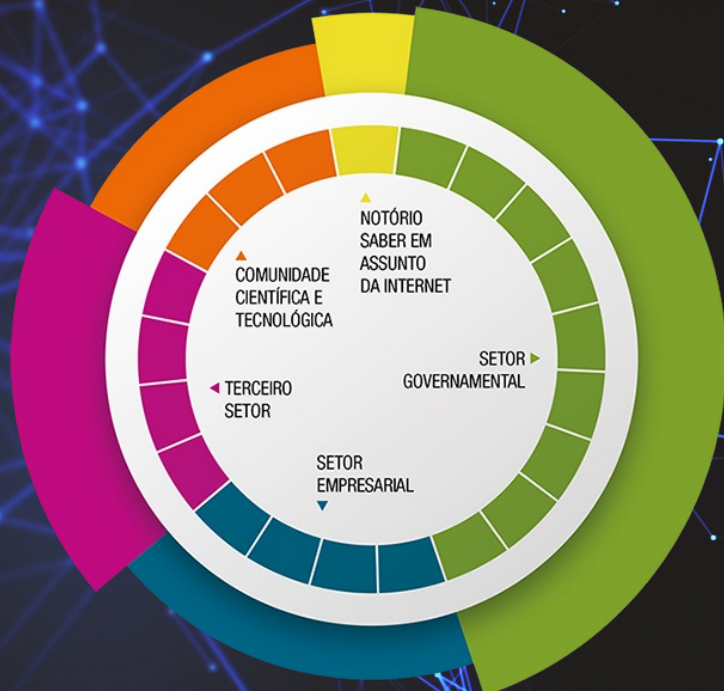 NOTÓRIO
SABER EM
ASSUNTO
DA INTERNET
COMUNIDADE
CIENTÍFICA E
TECNOLÓGICA
SETOR
GOVERNAMENTAL
TERCEIRO
SETOR
SETOR
EMPRESARIAL